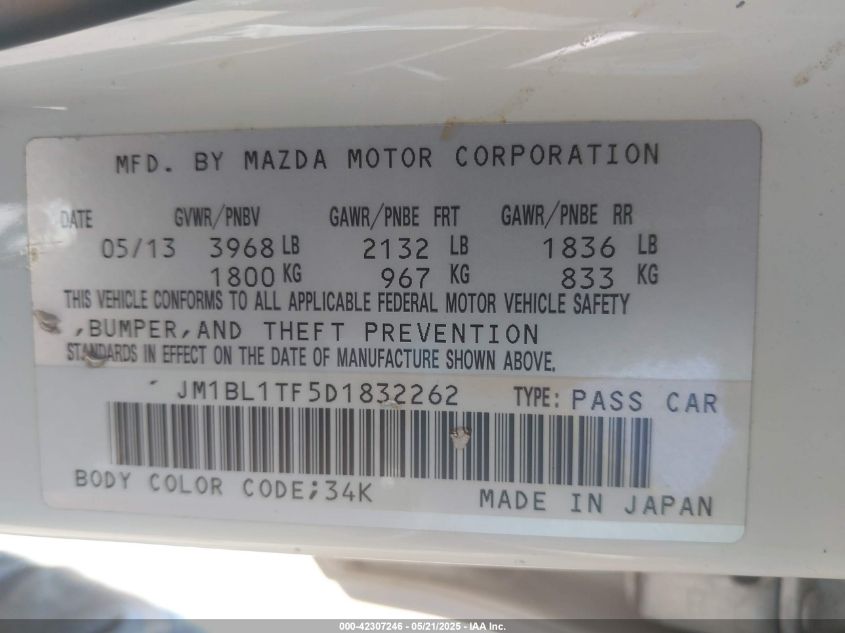 MFD. BY MAZDA MOTOR CORPORATION
DATE GVWR/PNBV GAWR/PNBE FRT GAWR/PNBE RR
05/13 3968 LB 2132 LB 1836 LB
1800 KG 967 KG 833 KG
THIS VEHICLE CONFORMS TO ALL APPLICABLE FEDERAL MOTOR VEHICLE SAFETY
,BUMPER,AND THEFT PREVENTION
STANDARDS IN EFFECT ON THE DATE OF MANUFACTURE SHOWN ABOVE.
JM1BL1TF5D1832262 TYPE: PASS CAR
BODY COLOR CODE;34K
MADE IN JAPAN
000-42307246 - 05/21/2025 - IAA Inc.